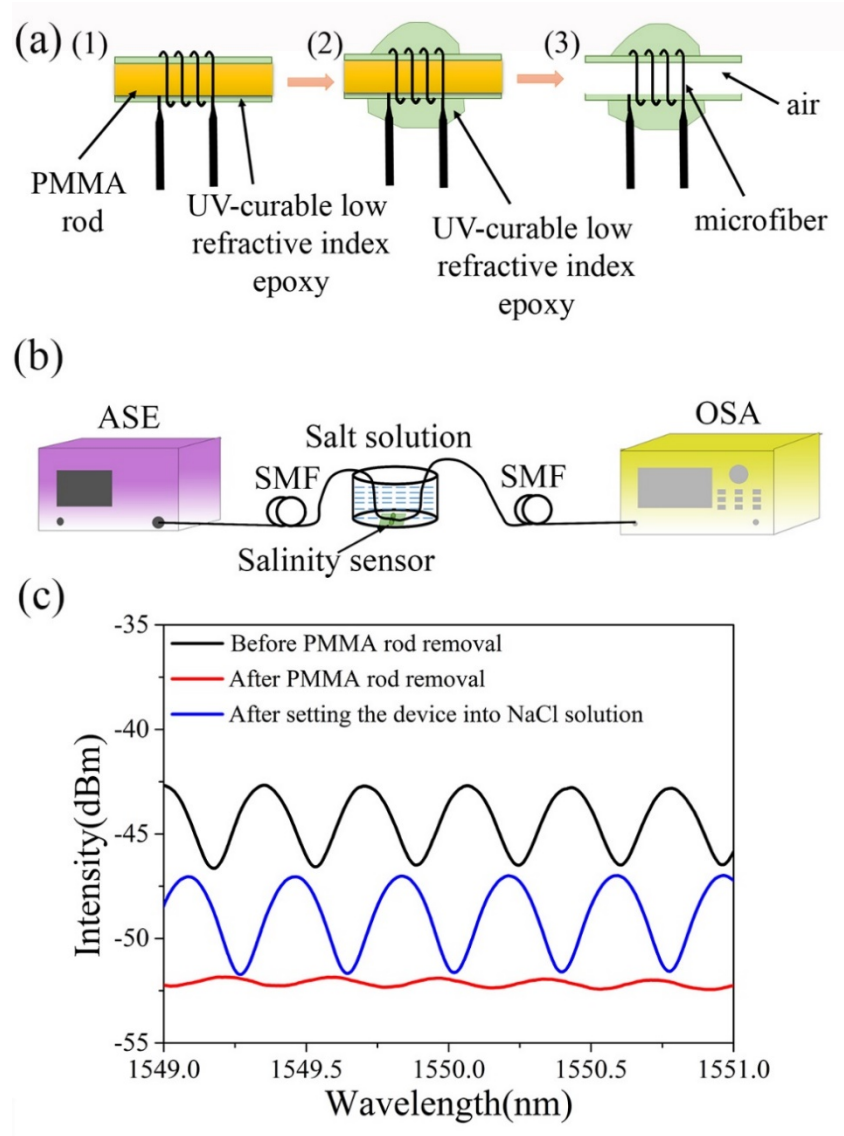 (a) (1) (2) (3)
air
PMMA
rod
UV-curable low
refractive index
epoxy
UV-curable low
refractive index
epoxy
microfiber
(b)
ASE
Salt solution
OSA
SMF
SMF
Salinity sensor
(c)
-35
-40
-45
-50
-55
Intensity(dBm)
Before PMMA rod removal
After PMMA rod removal
After setting the device into NaCl solution
1549.0 1549.5 1550.0 1550.5 1551.0
Wavelength(nm)